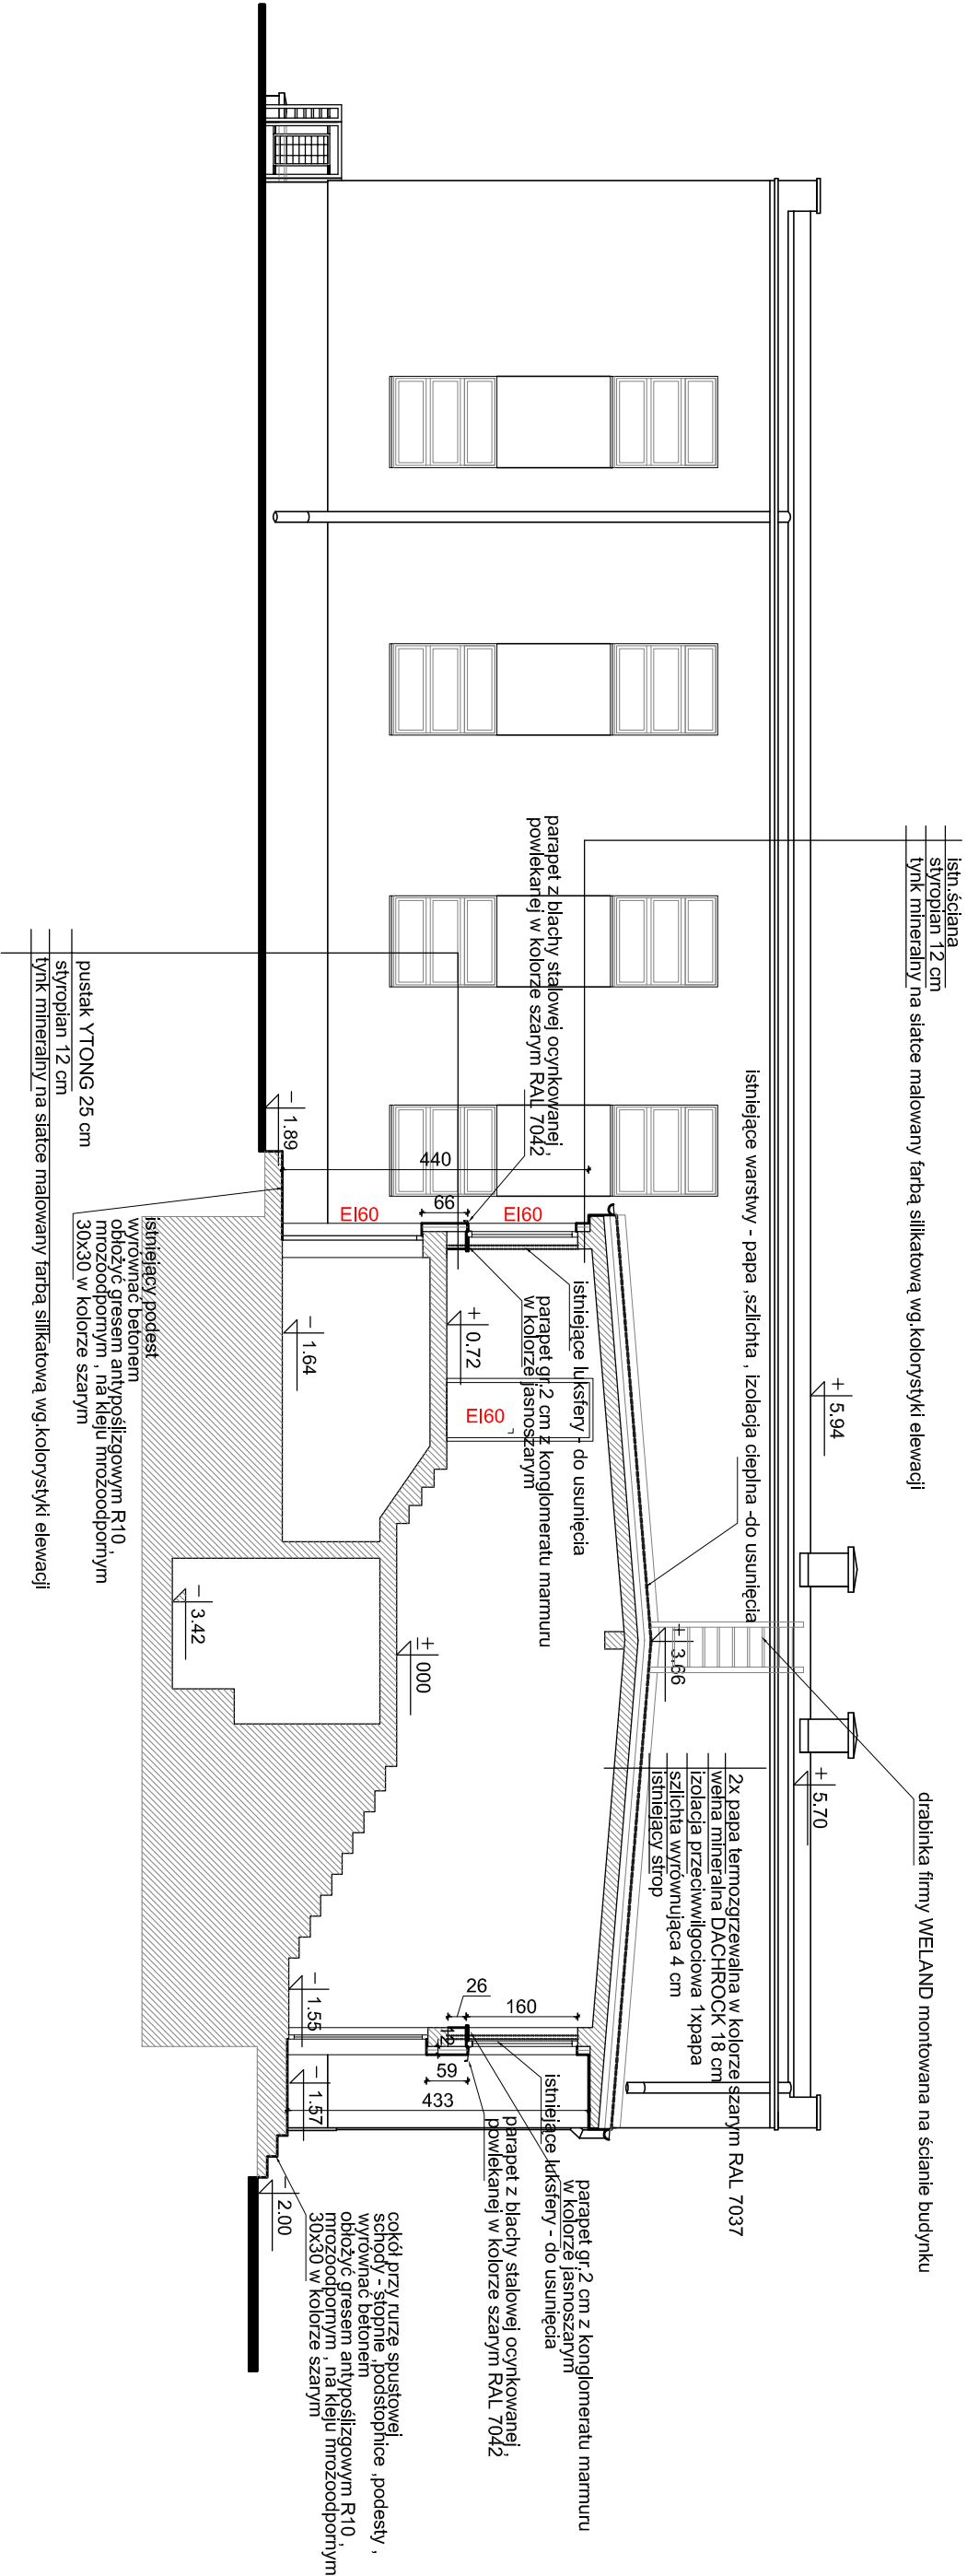 istn.ściana
styropian 12 cm
tynk mineralny na siatce malowany farbą silikatową wg.kolorystyki elewacji
drabinka firmy WELAND montowana na ścianie budynku
+ 5.94
+ 5.70
istniejące warstwy - papa ,szlichta , izolacja cieplna -do usunięcia
+ 3.66
2x papa termozgrzewalna w kolorze szarym RAL 7037
wełna mineralna DACHROCK 18 cm
izolacja przeciwwilgociowa 1xpapa
szlichta wyrównująca 4 cm
istniejący strop
parapet z blachy stalowej ocynkowanej ,
powlekanej w kolorze szarym RAL 7042
istniejące luksfery - do usunięcia
parapet gr.2 cm z konglomeratu marmuru
w kolorze jasnoszarym
parapet gr.2 cm z konglomeratu marmuru
w kolorze jasnoszarym
istniejące luksfery - do usunięcia
parapet z blachy stalowej ocynkowanej ,
powlekanej w kolorze szarym RAL 7042
440
66
EI60
EI60
EI60
+ 0.72
± 000
26
160
12
59
433
- 1.89
- 1.64
- 1.55
- 1.57
- 2.00
- 3.42
cokół przy rurze spustowej
schody - stopnie ,podstopnice ,podesty ,
wyrównać betonem
obłożyć gresem antypoślizgowym R10 ,
mrozoodpornym , na kleju mrozoodpornym
30x30 w kolorze szarym
istniejący podest
wyrównać betonem
obłożyć gresem antypoślizgowym R10 ,
mrozoodpornym , na kleju mrozoodpornym
30x30 w kolorze szarym
pustak YTONG 25 cm
styropian 12 cm
tynk mineralny na siatce malowany farbą silikatową wg.kolorystyki elewacji